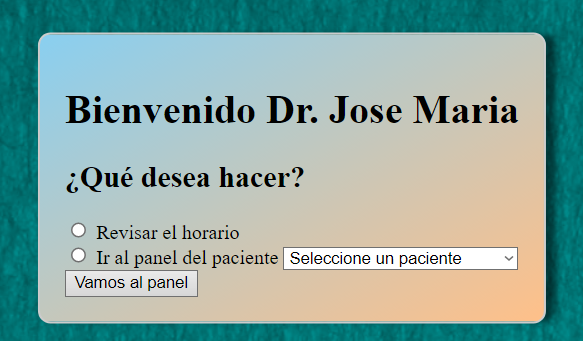 Bienvenido Dr. Jose Maria
¿Qué desea hacer?
Revisar el horario
Ir al panel del paciente Seleccione un paciente
Vamos al panel